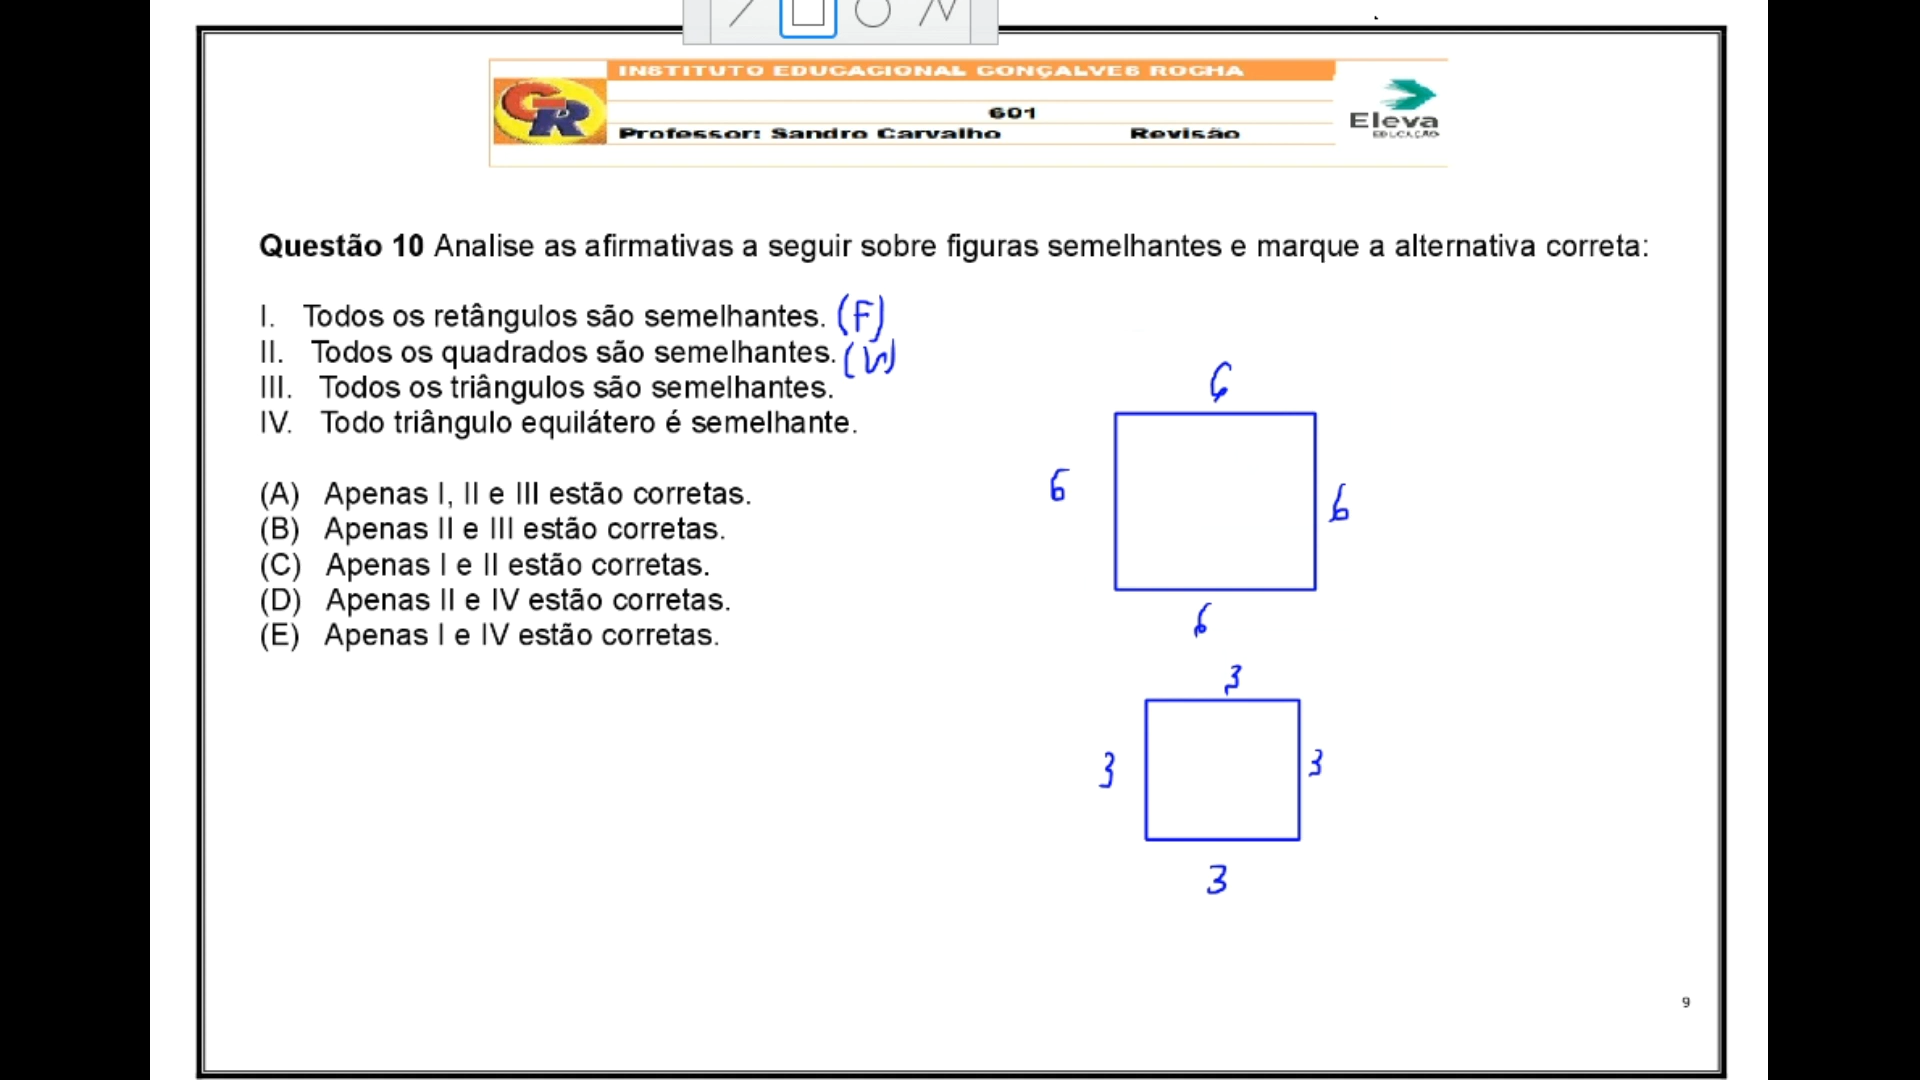 INSTITUTO EDUCACIONAL GONÇALVES ROCHA
GR
601
Professor: Sandro Carvalho Revisão
Eleva
EDUCAÇÃO
Questão 10 Analise as afirmativas a seguir sobre figuras semelhantes e marque a alternativa correta:
I. Todos os retângulos são semelhantes. (F)
II. Todos os quadrados são semelhantes. (V)
III. Todos os triângulos são semelhantes.
IV. Todo triângulo equilátero é semelhante.
(A) Apenas I, II e III estão corretas.
(B) Apenas II e III estão corretas.
(C) Apenas I e II estão corretas.
(D) Apenas II e IV estão corretas.
(E) Apenas I e IV estão corretas.
6
6
6
6
3
3
3
3
9